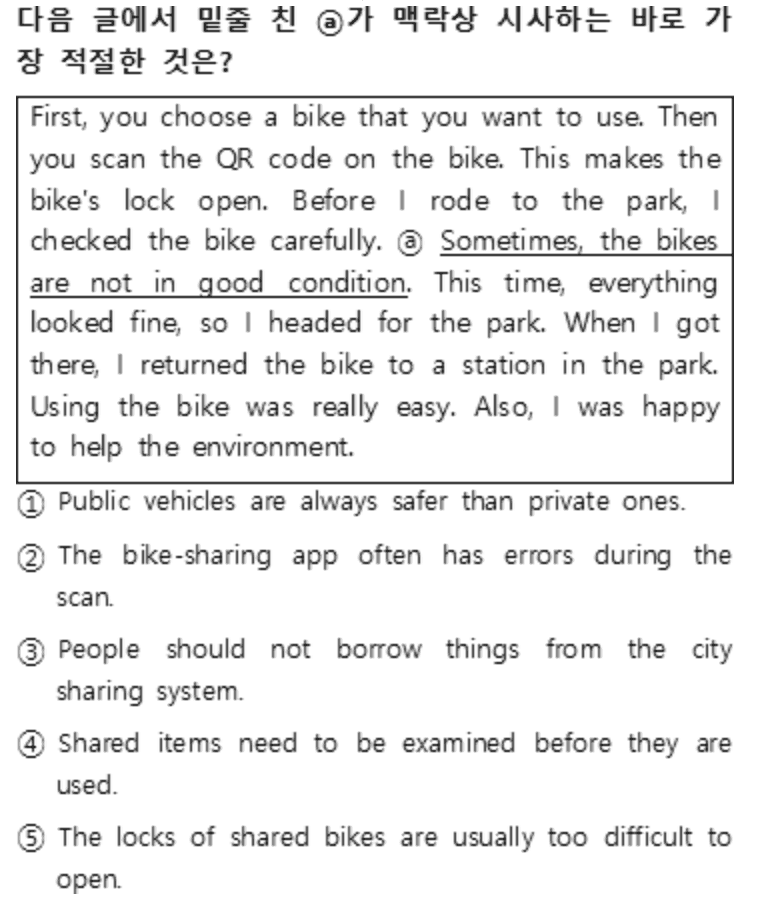 다음 글에서 밑줄 친 ⓐ가 맥락상 시사하는 바로 가
장 적절한 것은?
First, you choose a bike that you want to use. Then
you scan the QR code on the bike. This makes the
bike's lock open. Before I rode to the park, I
checked the bike carefully. ⓐ Sometimes, the bikes
are not in good condition. This time, everything
looked fine, so I headed for the park. When I got
there, I returned the bike to a station in the park.
Using the bike was really easy. Also, I was happy
to help the environment.
① Public vehicles are always safer than private ones.
② The bike-sharing app often has errors during the
scan.
③ People should not borrow things from the city
sharing system.
④ Shared items need to be examined before they are
used.
⑤ The locks of shared bikes are usually too difficult to
open.